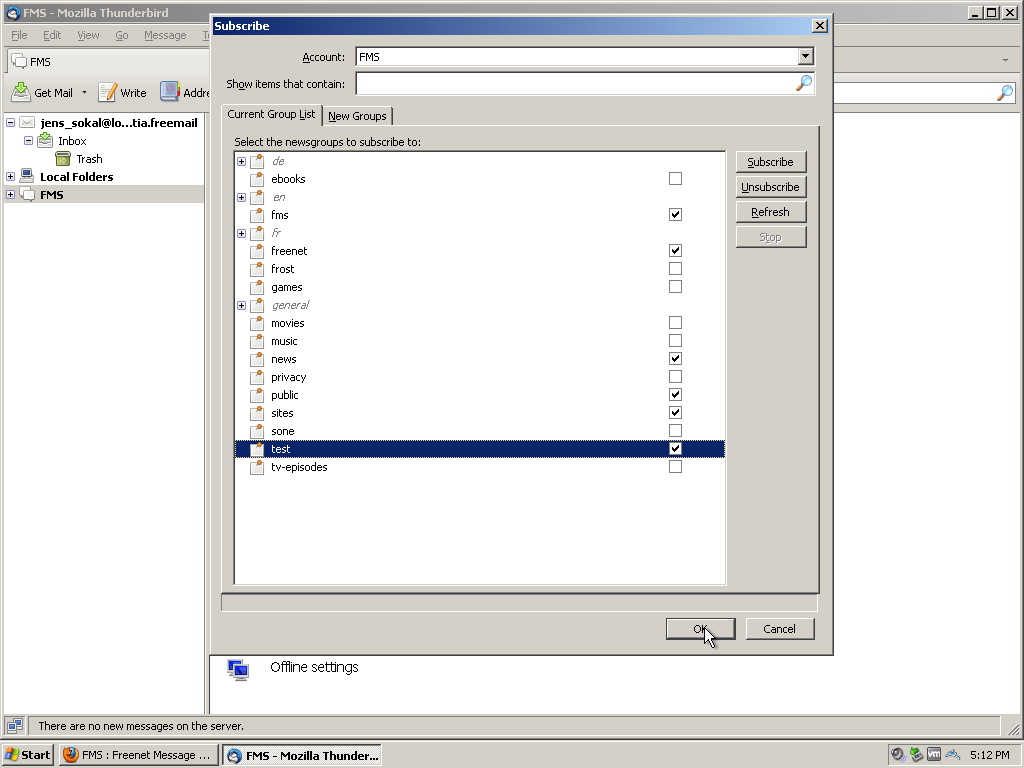 FMS - Mozilla Thunderbird
Subscribe
File Edit View Go Message
Account: FMS
FMS
Show items that contain:
Get Mail Write
Current Group List New Groups
jens_sokal@lo...tia.freemail
Select the newsgroups to subscribe to:
Inbox
Trash
Local Folders
FMS
de
ebooks
en
fms
fr
freenet
frost
games
general
movies
music
news
privacy
public
sites
sone
test
tv-episodes
Subscribe
Unsubscribe
Refresh
Stop
OK Cancel
Offline settings
There are no new messages on the server.
Start FMS : Freenet Message ... FMS - Mozilla Thunder... 5:12 PM